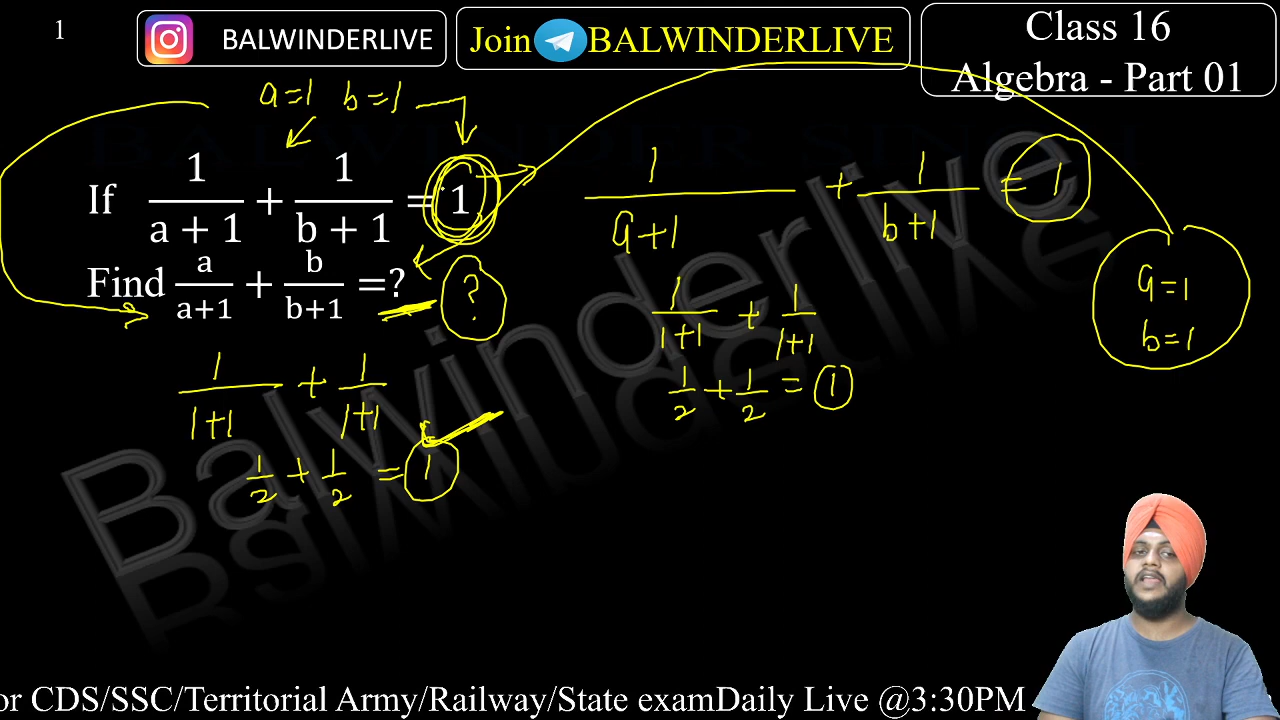 1
BALWINDERLIVE
Join BALWINDERLIVE
Class 16
Algebra - Part 01
a=1 b=1
If 1/(a + 1) + 1/(b + 1) = 1
Find a/(a+1) + b/(b+1) =?
?
1/(1+1) + 1/(1+1)
1/2 + 1/2 = 1
1/(a+1) + 1/(b+1) = 1
1/(1+1) + 1/(1+1)
1/2 + 1/2 = 1
a=1
b=1
Balwinderlive
or CDS/SSC/Territorial Army/Railway/State examDaily Live @3:30PM